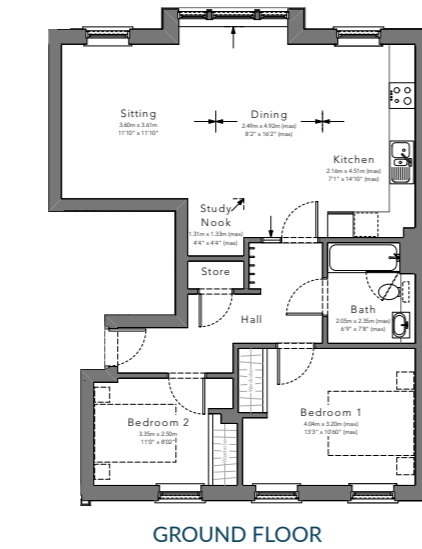 Sitting
3.60m x 3.61m
11'10" x 11'10"
Dining
2.49m x 4.92m (max)
8'2" x 16'2" (max)
Kitchen
2.16m x 4.51m (max)
7'1" x 14'10" (max)
Study
Nook
1.31m x 1.33m (max)
4'4" x 4'4" (max)
Store
Hall
Bath
2.05m x 2.35m (max)
6'9" x 7'8" (max)
Bedroom 1
4.04m x 3.20m (max)
13'3" x 10'60" (max)
Bedroom 2
3.35m x 2.50m
11'0" x 8'02"
GROUND FLOOR